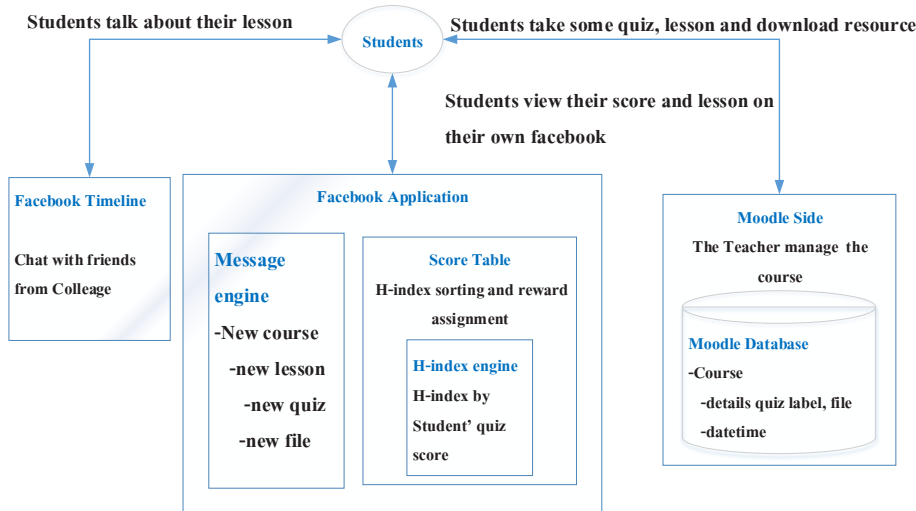 Students talk about their lesson
Students
Students take some quiz, lesson and download resource
Students view their score and lesson on
their own facebook
Facebook Timeline
Chat with friends
from Colleage
Facebook Application
Message
engine
-New course
-new lesson
-new quiz
-new file
Score Table
H-index sorting and reward
assignment
H-index engine
H-index by
Student’ quiz
score
Moodle Side
The Teacher manage the
course
Moodle Database
-Course
-details quiz label, file
-datetime